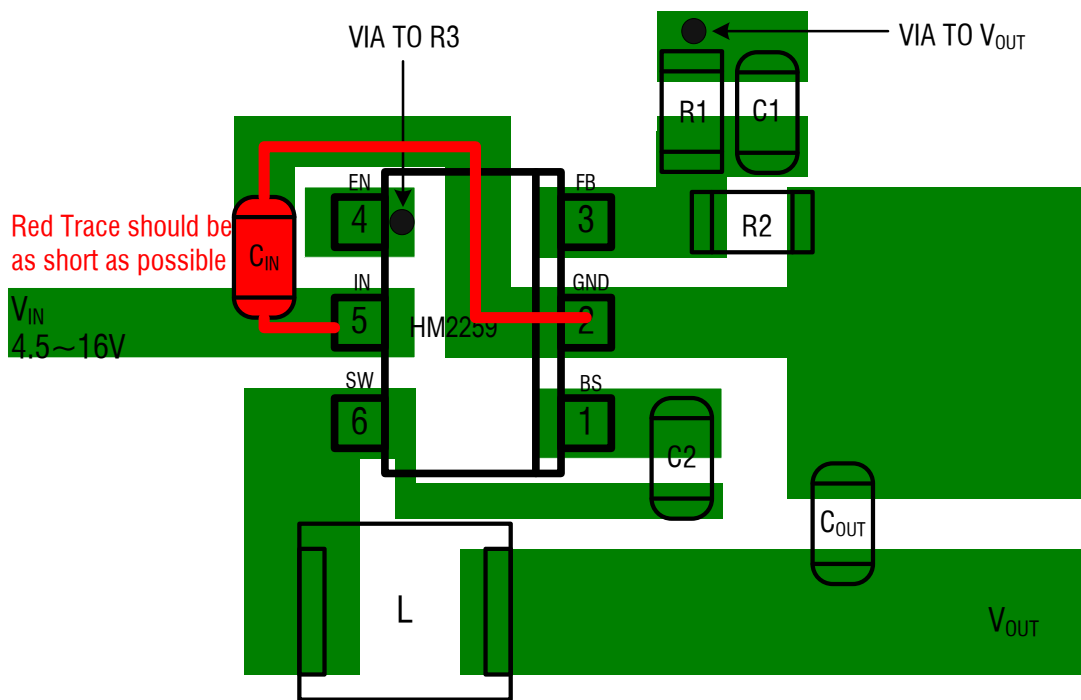 VIA TO R3
VIA TO VOUT
R1
C1
EN
FB
4
3
R2
Red Trace should be
as short as possible
CIN
IN
GND
VIN
4.5~16V
5
HM2259
2
SW
BS
6
1
C2
COUT
L
VOUT